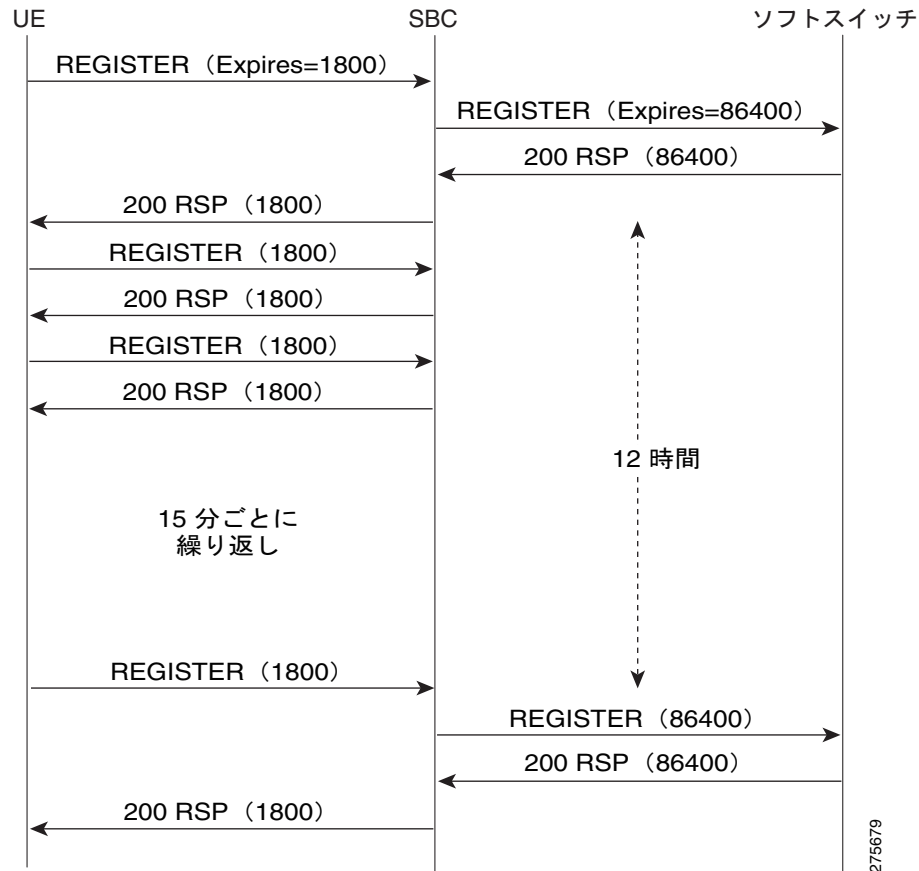 UE
SBC
ソフトスイッチ
REGISTER（Expires=1800）
REGISTER（Expires=86400）
200 RSP（86400）
200 RSP（1800）
REGISTER（1800）
200 RSP（1800）
REGISTER（1800）
200 RSP（1800）
12 時間
15 分ごとに
繰り返し
REGISTER（1800）
REGISTER（86400）
200 RSP（86400）
200 RSP（1800）
275679